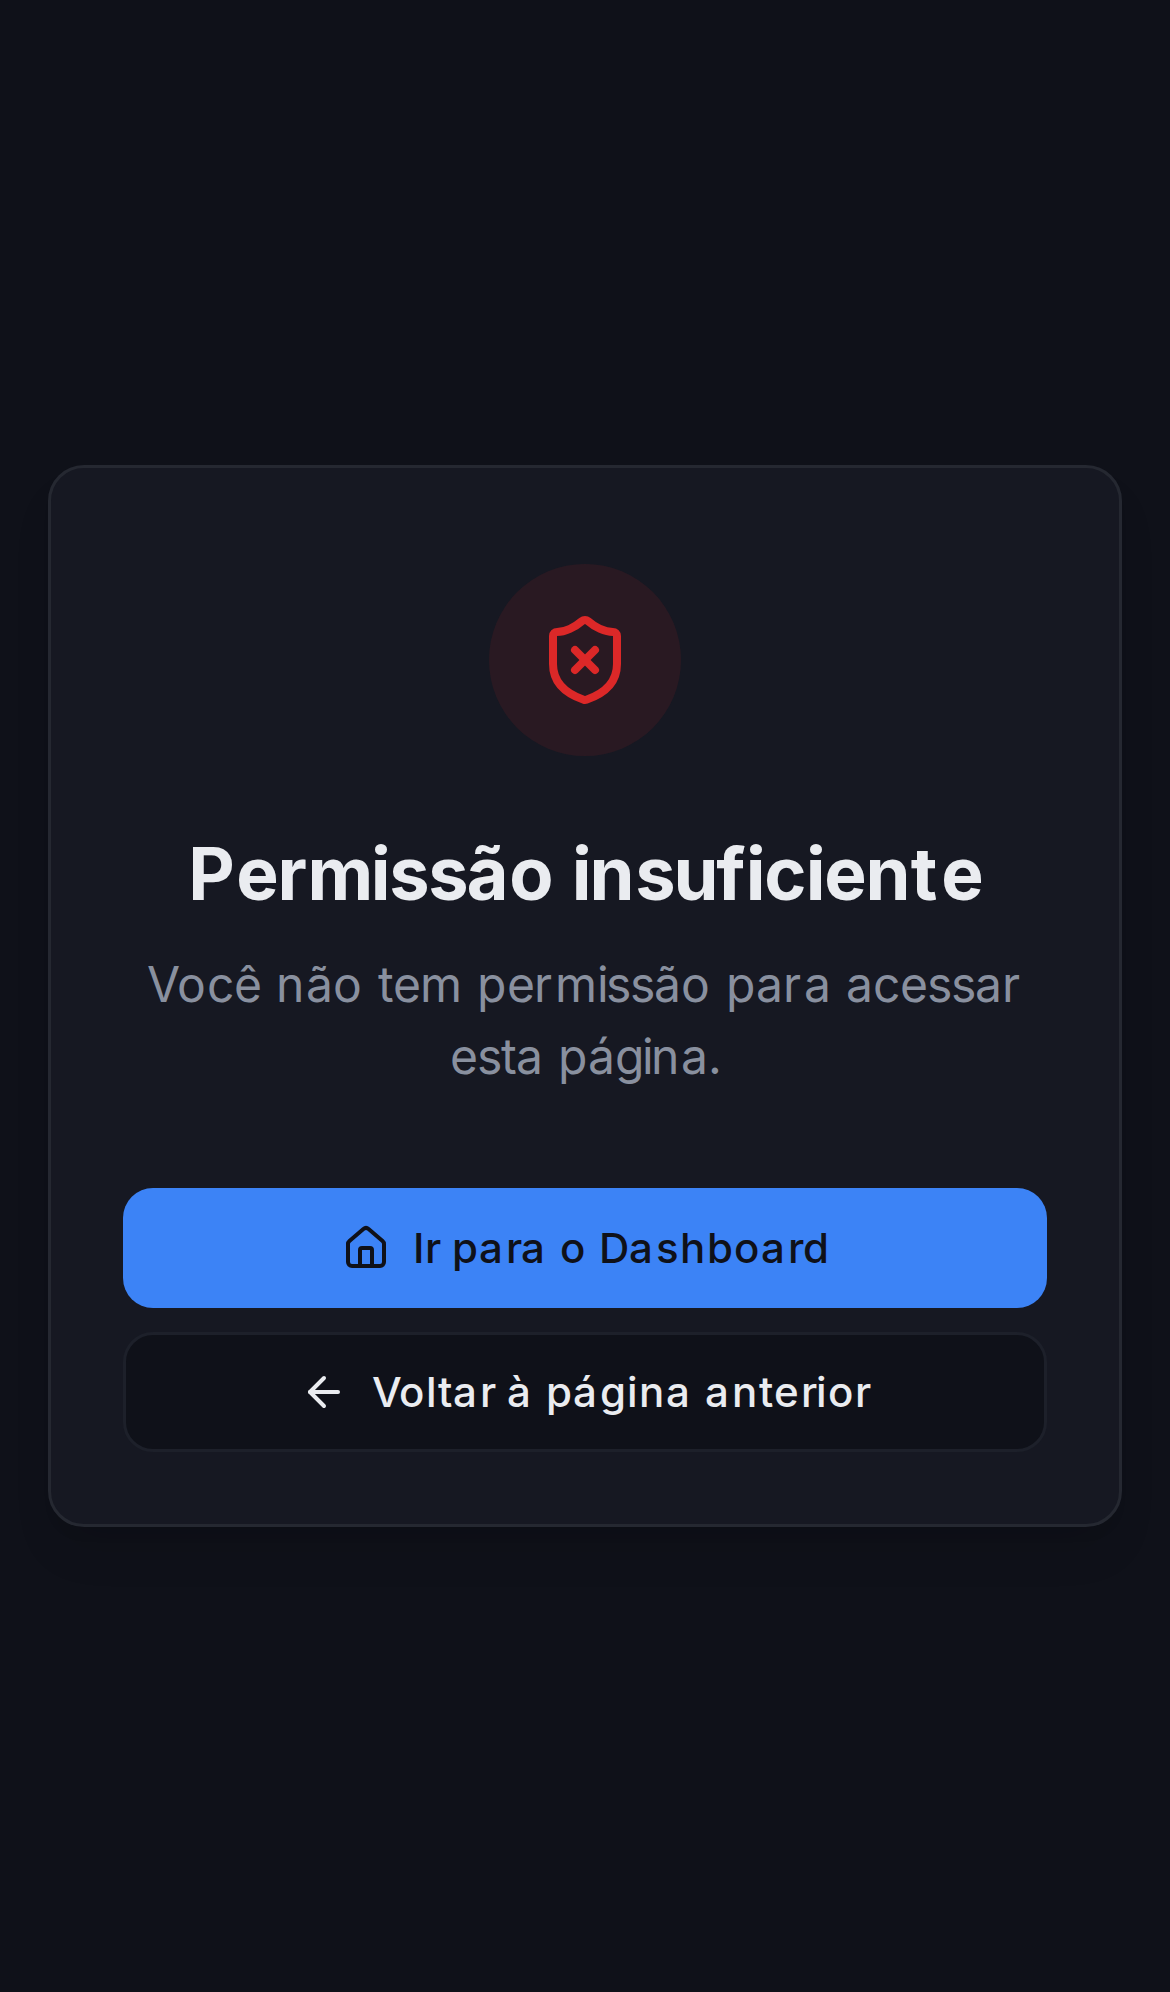 Permissão insuficiente
Você não tem permissão para acessar
esta página.
Ir para o Dashboard
Voltar à página anterior